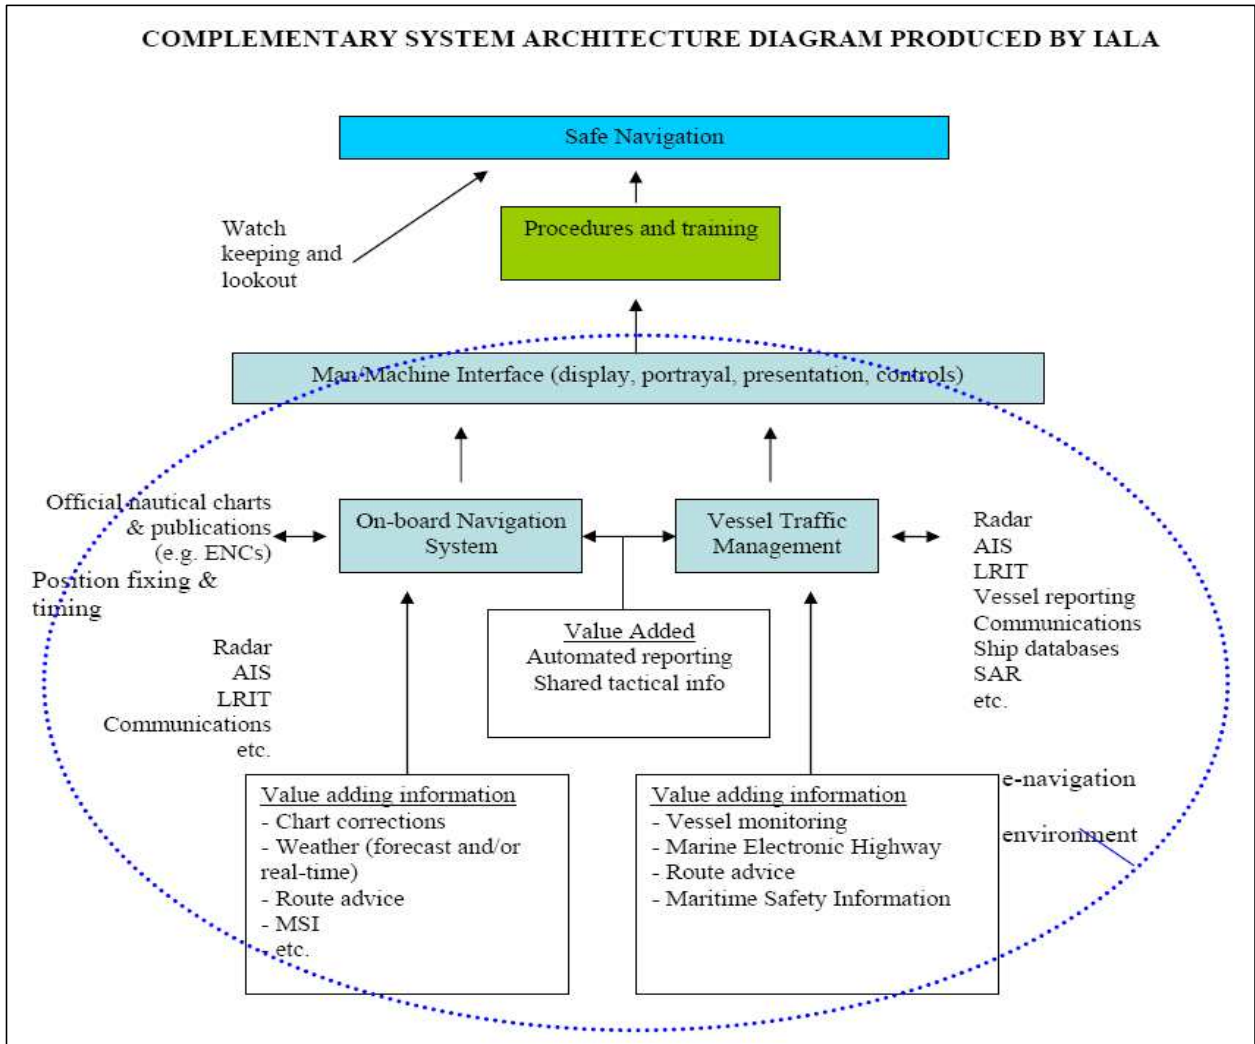 COMPLEMENTARY SYSTEM ARCHITECTURE DIAGRAM PRODUCED BY IALA
Safe Navigation
Watch
keeping and
lookout
Procedures and training
Man/Machine Interface (display, portrayal, presentation, controls)
Official nautical charts
& publications
(e.g. ENCs)
Position fixing &
timing
Radar
AIS
LRIT
Communications
etc.
On-board Navigation
System
Vessel Traffic
Management
Radar
AIS
LRIT
Vessel reporting
Communications
Ship databases
SAR
etc.
Value Added
Automated reporting
Shared tactical info
Value adding information
- Chart corrections
- Weather (forecast and/or
real-time)
- Route advice
- MSI
- etc.
Value adding information
- Vessel monitoring
- Marine Electronic Highway
- Route advice
- Maritime Safety Information
e-navigation
environment